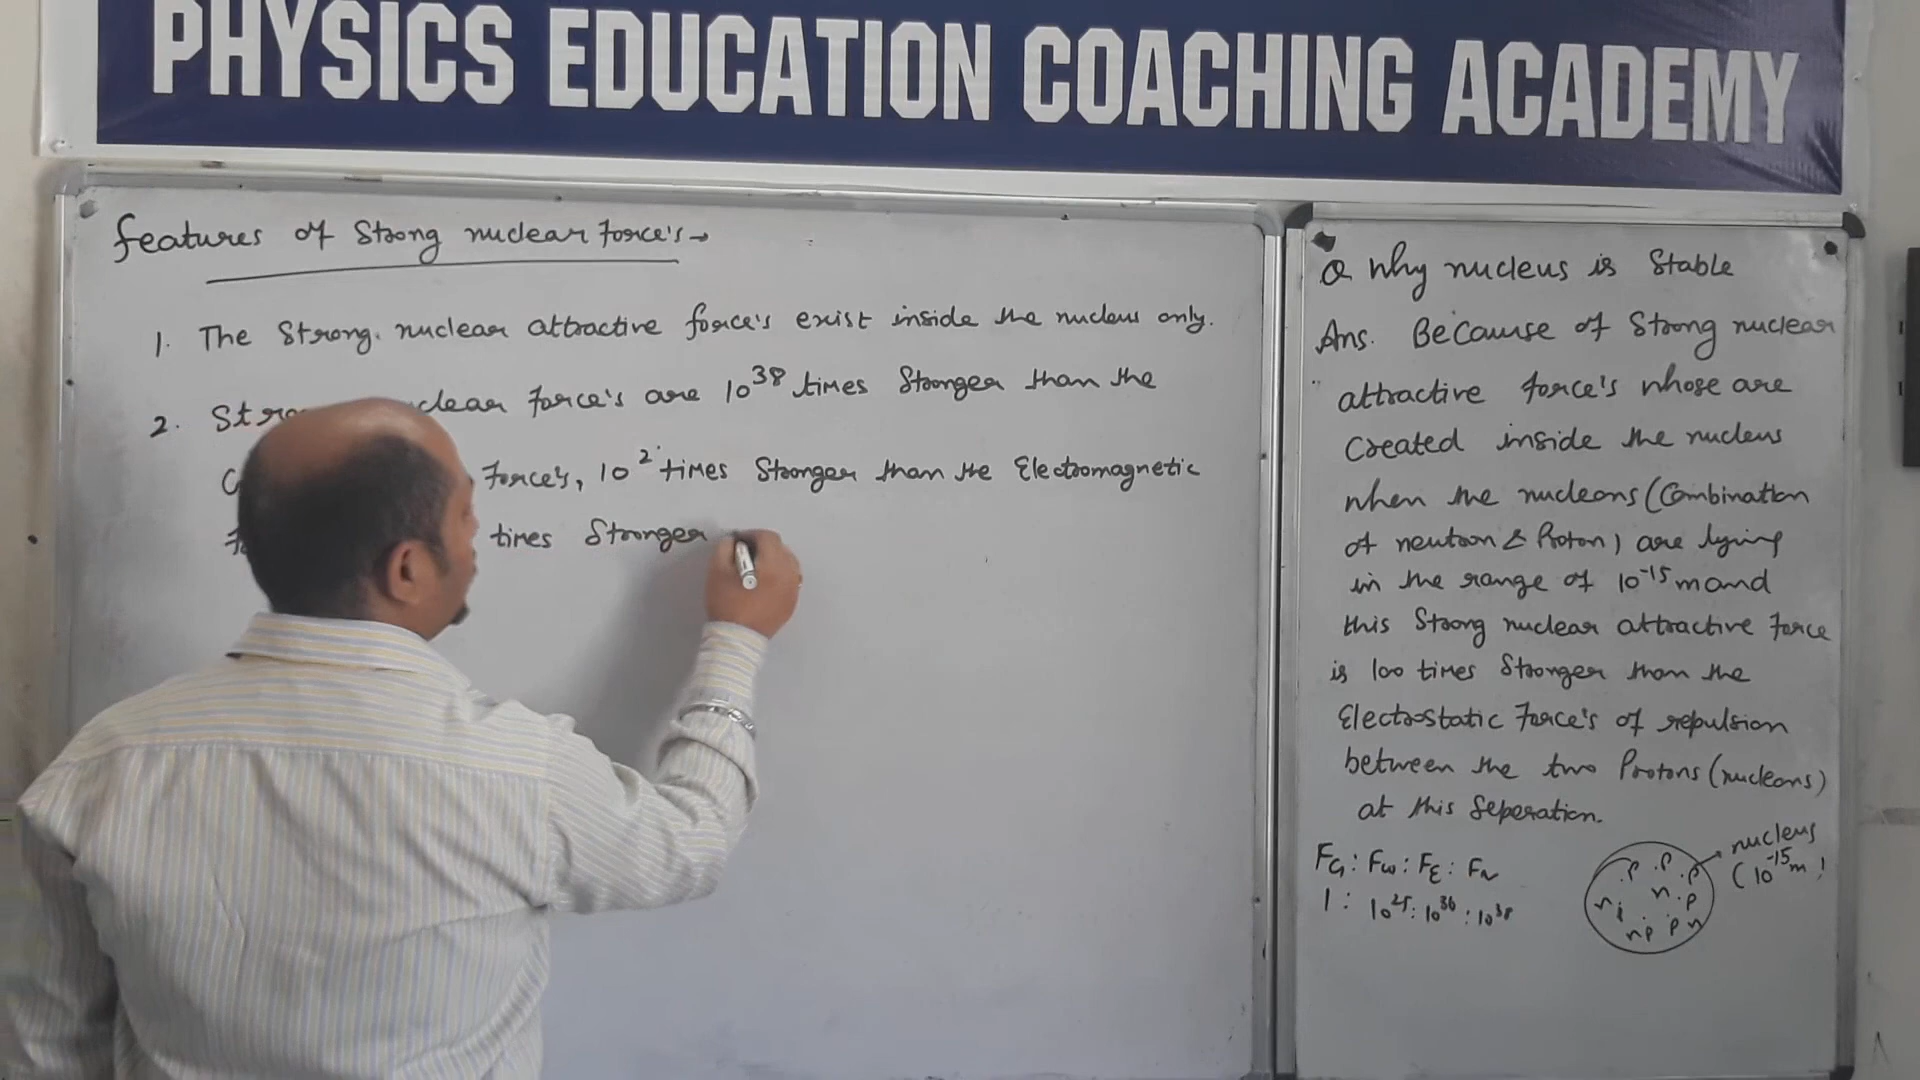 PHYSICS EDUCATION COACHING ACADEMY
features of Strong nuclear force's →
1. The Strong nuclear attractive force's exist inside the nucleus only.
2. Stro clear force's are 10^38 times Stronger than the
G Force's, 10^2 times Stronger than the Electromagnetic
times Stronger
Q Why nucleus is Stable
Ans. Because of Strong nuclear
attractive force's whose are
Created inside the nucleus
when the nucleons (Combination
of neutron & Proton) are lying
in the range of 10^-15 m and
this Strong nuclear attractive force
is 100 times Stronger than the
Electrostatic Force's of repulsion
between the two Protons (nucleons)
at this Seperation.
nucleus
(10^-15 m)
FG : Fw : FE : FN
1 : 10^25 : 10^36 : 10^38
P P P
n n P
n P P n